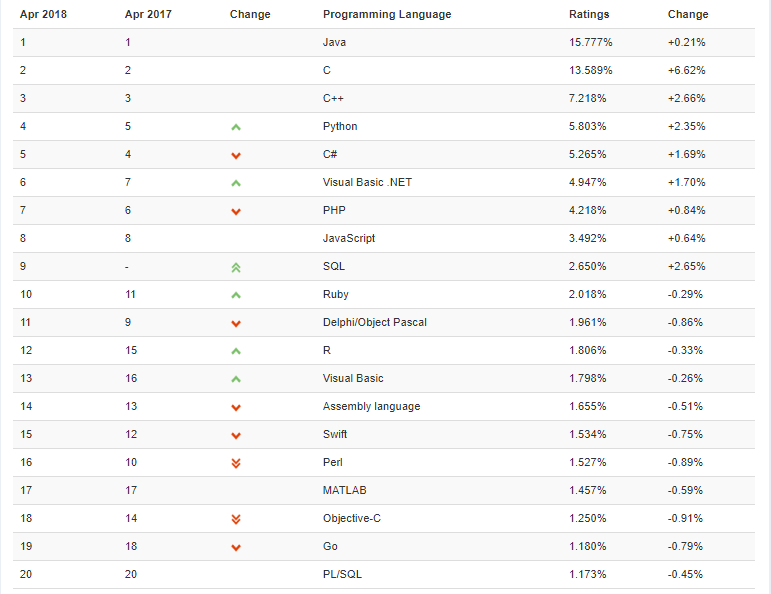 Apr 2018 Apr 2017 Change Programming Language Ratings Change
1 1 Java 15.777% +0.21%
2 2 C 13.589% +6.62%
3 3 C++ 7.218% +2.66%
4 5 Python 5.803% +2.35%
5 4 C# 5.265% +1.69%
6 7 Visual Basic .NET 4.947% +1.70%
7 6 PHP 4.218% +0.84%
8 8 JavaScript 3.492% +0.64%
9 - SQL 2.650% +2.65%
10 11 Ruby 2.018% -0.29%
11 9 Delphi/Object Pascal 1.961% -0.86%
12 15 R 1.806% -0.33%
13 16 Visual Basic 1.798% -0.26%
14 13 Assembly language 1.655% -0.51%
15 12 Swift 1.534% -0.75%
16 10 Perl 1.527% -0.89%
17 17 MATLAB 1.457% -0.59%
18 14 Objective-C 1.250% -0.91%
19 18 Go 1.180% -0.79%
20 20 PL/SQL 1.173% -0.45%